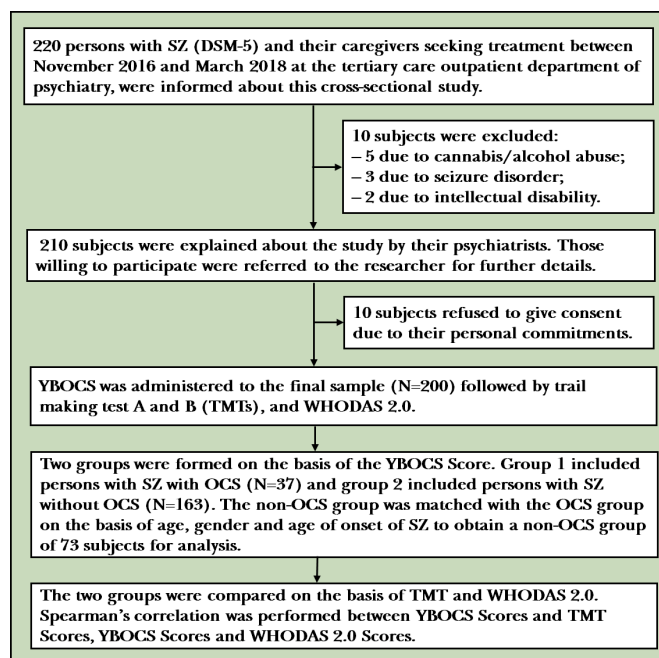 220 persons with SZ (DSM-5) and their caregivers seeking treatment between
November 2016 and March 2018 at the tertiary care outpatient department of
psychiatry, were informed about this cross-sectional study.
10 subjects were excluded:
– 5 due to cannabis/alcohol abuse;
– 3 due to seizure disorder;
– 2 due to intellectual disability.
210 subjects were explained about the study by their psychiatrists. Those
willing to participate were referred to the researcher for further details.
10 subjects refused to give consent
due to their personal commitments.
YBOCS was administered to the final sample (N=200) followed by trail
making test A and B (TMTs), and WHODAS 2.0.
Two groups were formed on the basis of the YBOCS Score. Group 1 included
persons with SZ with OCS (N=37) and group 2 included persons with SZ
without OCS (N=163). The non-OCS group was matched with the OCS group
on the basis of age, gender and age of onset of SZ to obtain a non-OCS group
of 73 subjects for analysis.
The two groups were compared on the basis of TMT and WHODAS 2.0.
Spearman's correlation was performed between YBOCS Scores and TMT
Scores, YBOCS Scores and WHODAS 2.0 Scores.